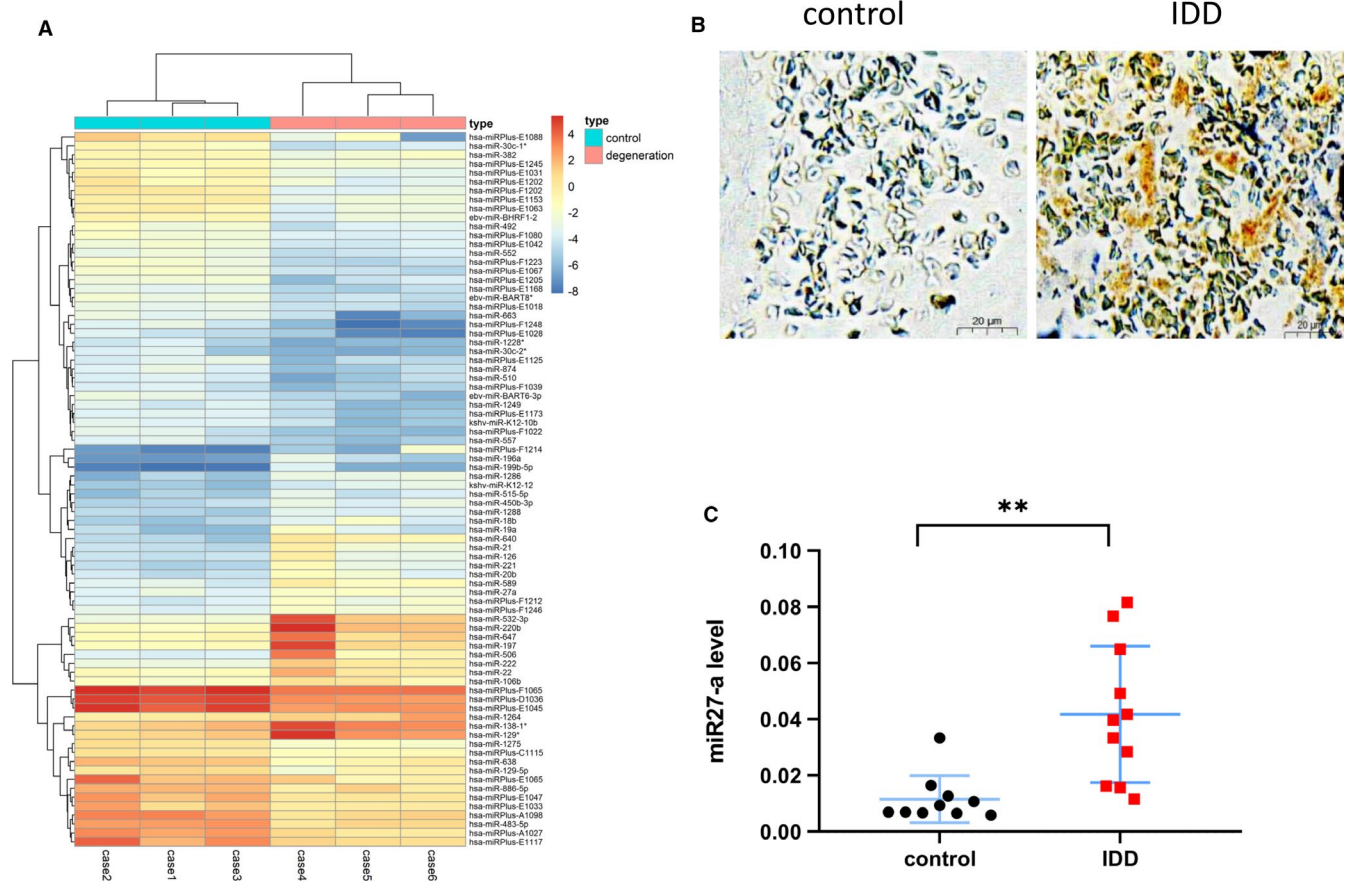 A
type
hsa-miRPlus-E1088
hsa-miR-30c-1*
hsa-miR-382
hsa-miRPlus-E1245
hsa-miRPlus-E1031
hsa-miRPlus-E1202
hsa-miRPlus-F1202
hsa-miRPlus-E1153
hsa-miRPlus-E1063
ebv-miR-BHRF1-2
hsa-miR-492
hsa-miRPlus-F1080
hsa-miRPlus-E1042
hsa-miR-552
hsa-miRPlus-F1223
hsa-miRPlus-E1067
hsa-miRPlus-E1205
hsa-miRPlus-E1168
ebv-miR-BART8*
hsa-miRPlus-E1018
hsa-miR-663
hsa-miRPlus-F1248
hsa-miRPlus-E1028
hsa-miR-1228*
hsa-miR-30c-2*
hsa-miRPlus-E1125
hsa-miR-874
hsa-miR-510
hsa-miRPlus-F1039
ebv-miR-BART6-3p
hsa-miR-1249
hsa-miRPlus-E1173
kshv-miR-K12-10b
hsa-miRPlus-F1022
hsa-miR-557
hsa-miRPlus-F1214
hsa-miR-196a
hsa-miR-199b-5p
hsa-miR-1286
kshv-miR-K12-12
hsa-miR-515-5p
hsa-miR-450b-3p
hsa-miR-1288
hsa-miR-18b
hsa-miR-19a
hsa-miR-640
hsa-miR-21
hsa-miR-126
hsa-miR-221
hsa-miR-20b
hsa-miR-589
hsa-miR-27a
hsa-miRPlus-F1212
hsa-miRPlus-F1246
hsa-miR-532-3p
hsa-miR-220b
hsa-miR-647
hsa-miR-197
hsa-miR-506
hsa-miR-222
hsa-miR-22
hsa-miR-106b
hsa-miRPlus-F1065
hsa-miRPlus-D1036
hsa-miRPlus-E1045
hsa-miR-1264
hsa-miR-138-1*
hsa-miR-129*
hsa-miR-1275
hsa-miRPlus-C1115
hsa-miR-638
hsa-miR-129-5p
hsa-miRPlus-E1065
hsa-miR-886-5p
hsa-miRPlus-E1047
hsa-miRPlus-E1033
hsa-miRPlus-A1098
hsa-miR-483-5p
hsa-miRPlus-A1027
hsa-miRPlus-E1117
case2
case1
case3
case4
case5
case6
4
2
0
-2
-4
-6
-8
type
control
degeneration
B
control
IDD
20 μm
20 μm
C
**
miR27-a level
0.10
0.08
0.06
0.04
0.02
0.00
control
IDD